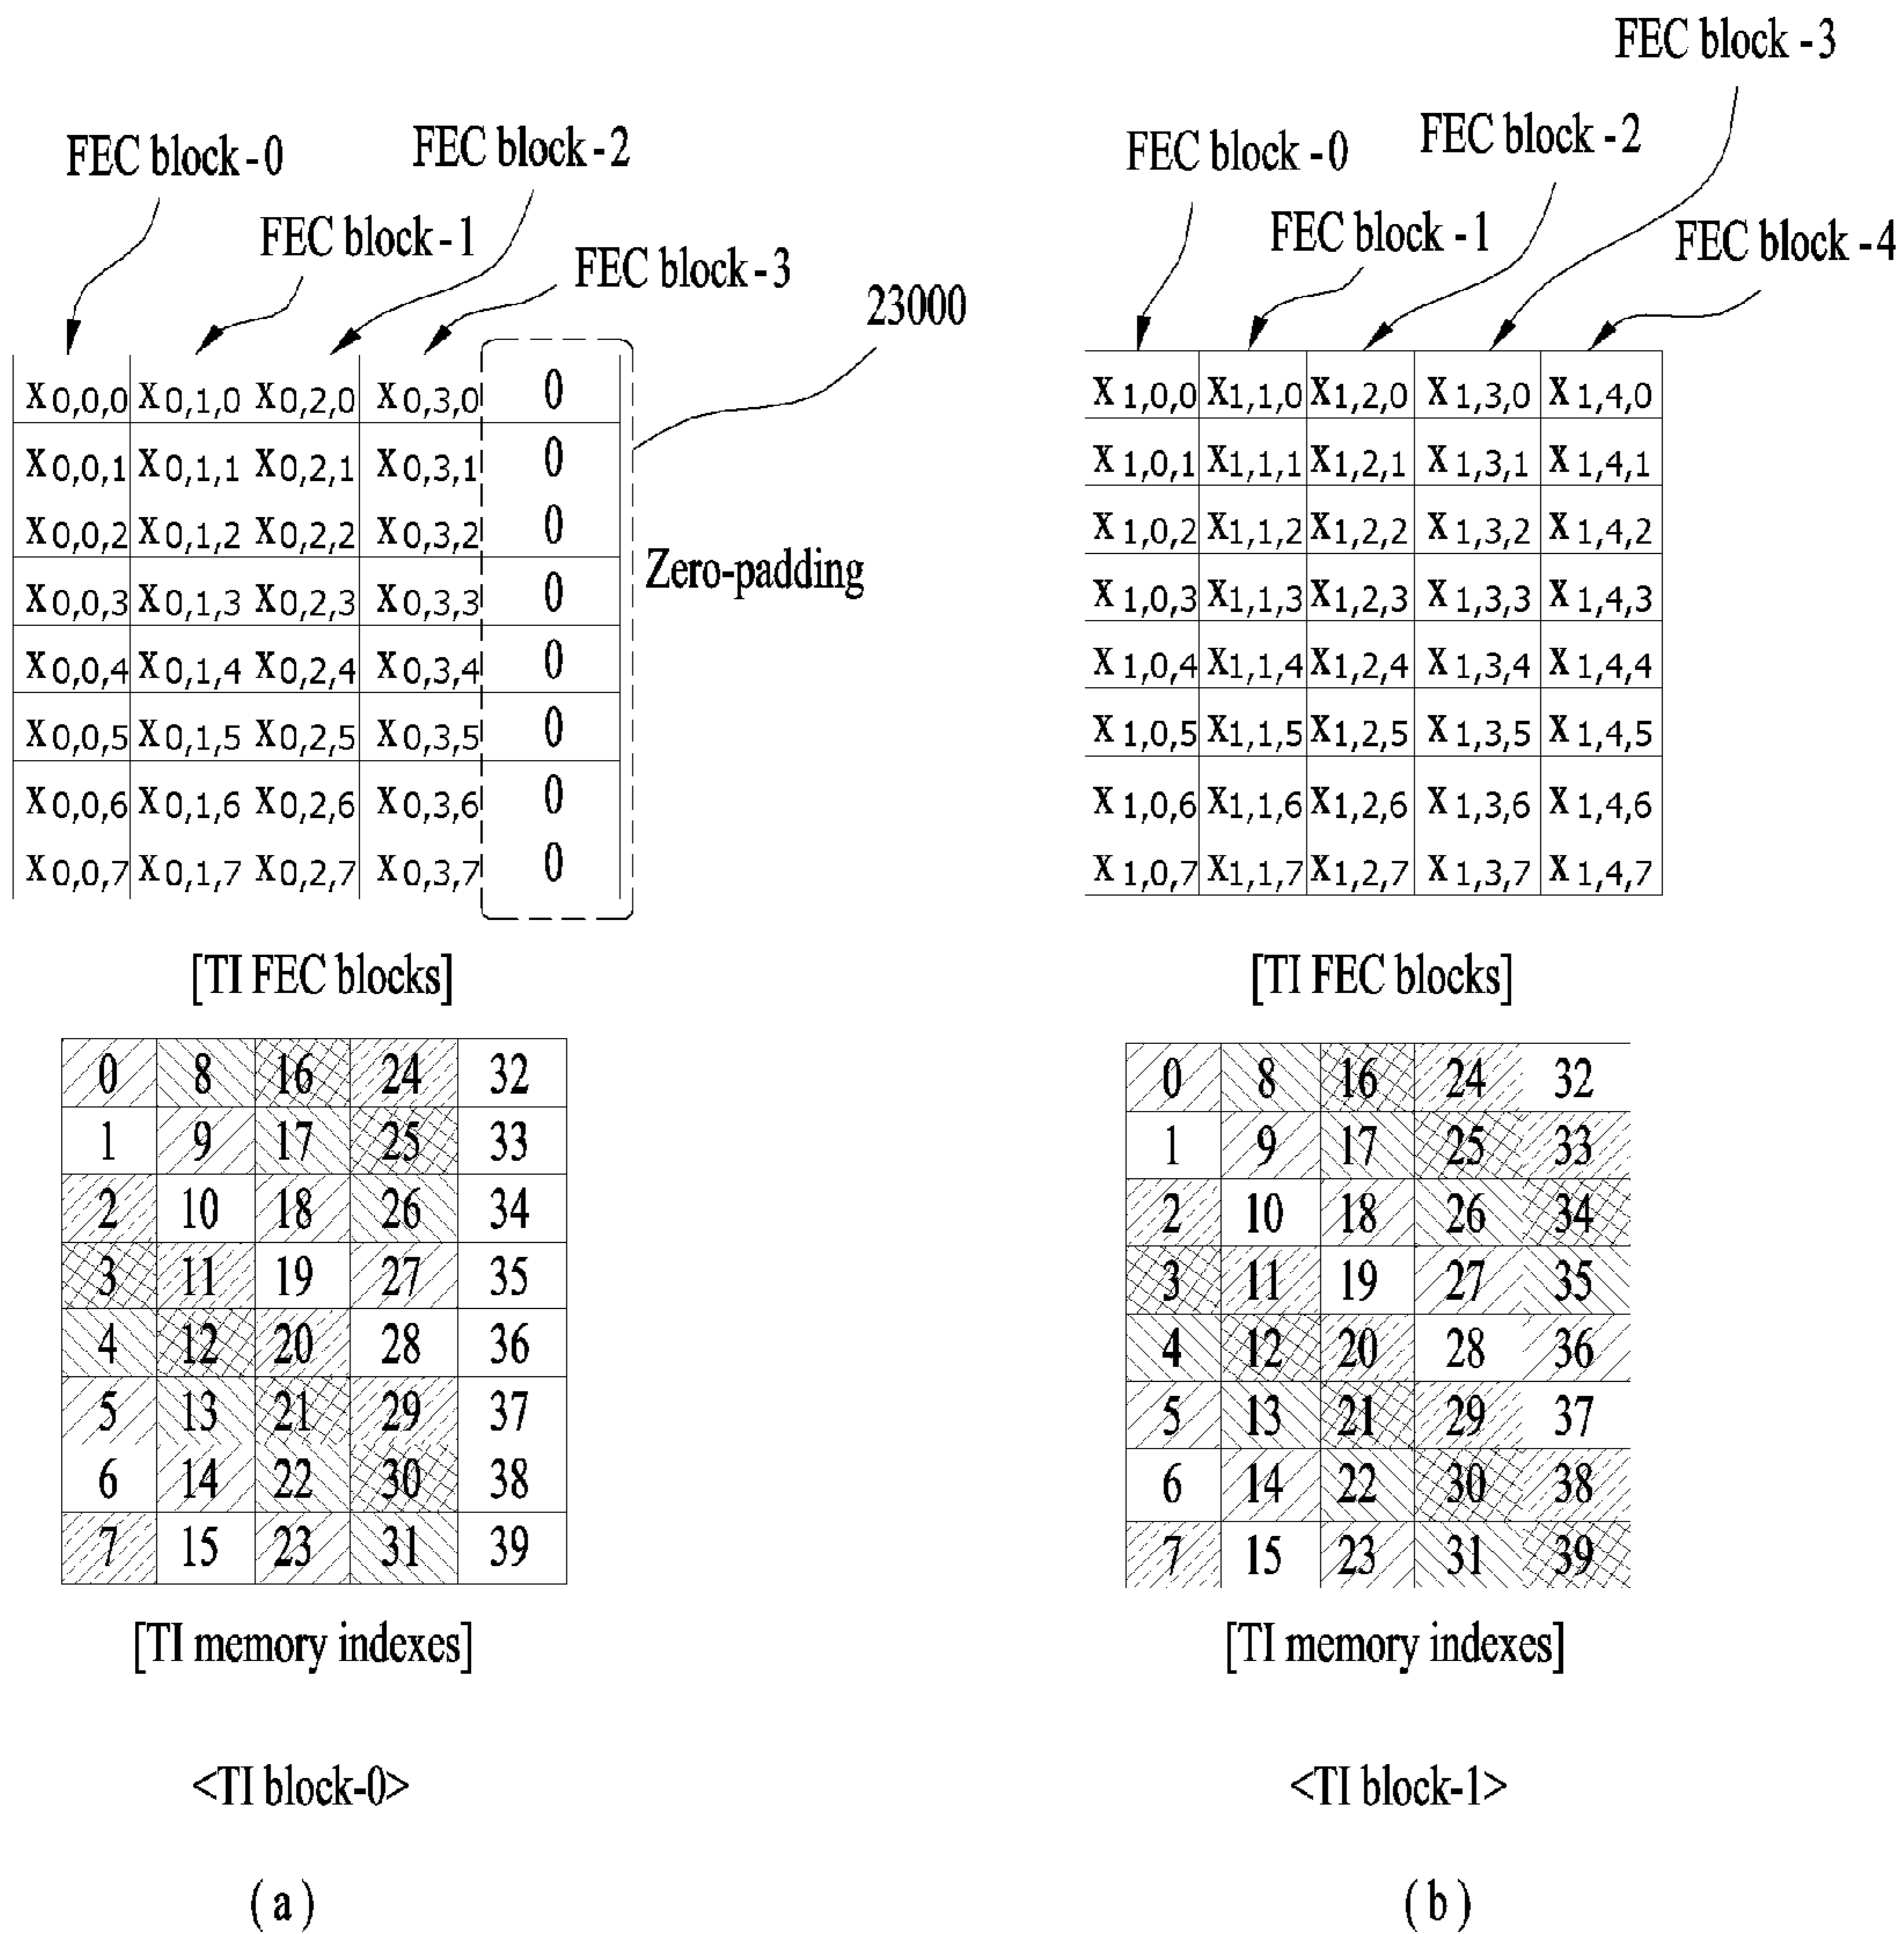 FEC block-0
FEC block-1
FEC block-2
FEC block-3
23000
x0,0,0 x0,1,0 x0,2,0 x0,3,0 0
x0,0,1 x0,1,1 x0,2,1 x0,3,1 0
x0,0,2 x0,1,2 x0,2,2 x0,3,2 0
x0,0,3 x0,1,3 x0,2,3 x0,3,3 0
x0,0,4 x0,1,4 x0,2,4 x0,3,4 0
x0,0,5 x0,1,5 x0,2,5 x0,3,5 0
x0,0,6 x0,1,6 x0,2,6 x0,3,6 0
x0,0,7 x0,1,7 x0,2,7 x0,3,7 0
Zero-padding
[TI FEC blocks]
0 8 16 24 32
1 9 17 25 33
2 10 18 26 34
3 11 19 27 35
4 12 20 28 36
5 13 21 29 37
6 14 22 30 38
7 15 23 31 39
[TI memory indexes]
<TI block-0>
( a )
FEC block -0
FEC block -1
FEC block -2
FEC block -3
FEC block -4
x1,0,0 x1,1,0 x1,2,0 x1,3,0 x1,4,0
x1,0,1 x1,1,1 x1,2,1 x1,3,1 x1,4,1
x1,0,2 x1,1,2 x1,2,2 x1,3,2 x1,4,2
x1,0,3 x1,1,3 x1,2,3 x1,3,3 x1,4,3
x1,0,4 x1,1,4 x1,2,4 x1,3,4 x1,4,4
x1,0,5 x1,1,5 x1,2,5 x1,3,5 x1,4,5
x1,0,6 x1,1,6 x1,2,6 x1,3,6 x1,4,6
x1,0,7 x1,1,7 x1,2,7 x1,3,7 x1,4,7
[TI FEC blocks]
0 8 16 24 32
1 9 17 25 33
2 10 18 26 34
3 11 19 27 35
4 12 20 28 36
5 13 21 29 37
6 14 22 30 38
7 15 23 31 39
[TI memory indexes]
<TI block-1>
( b )